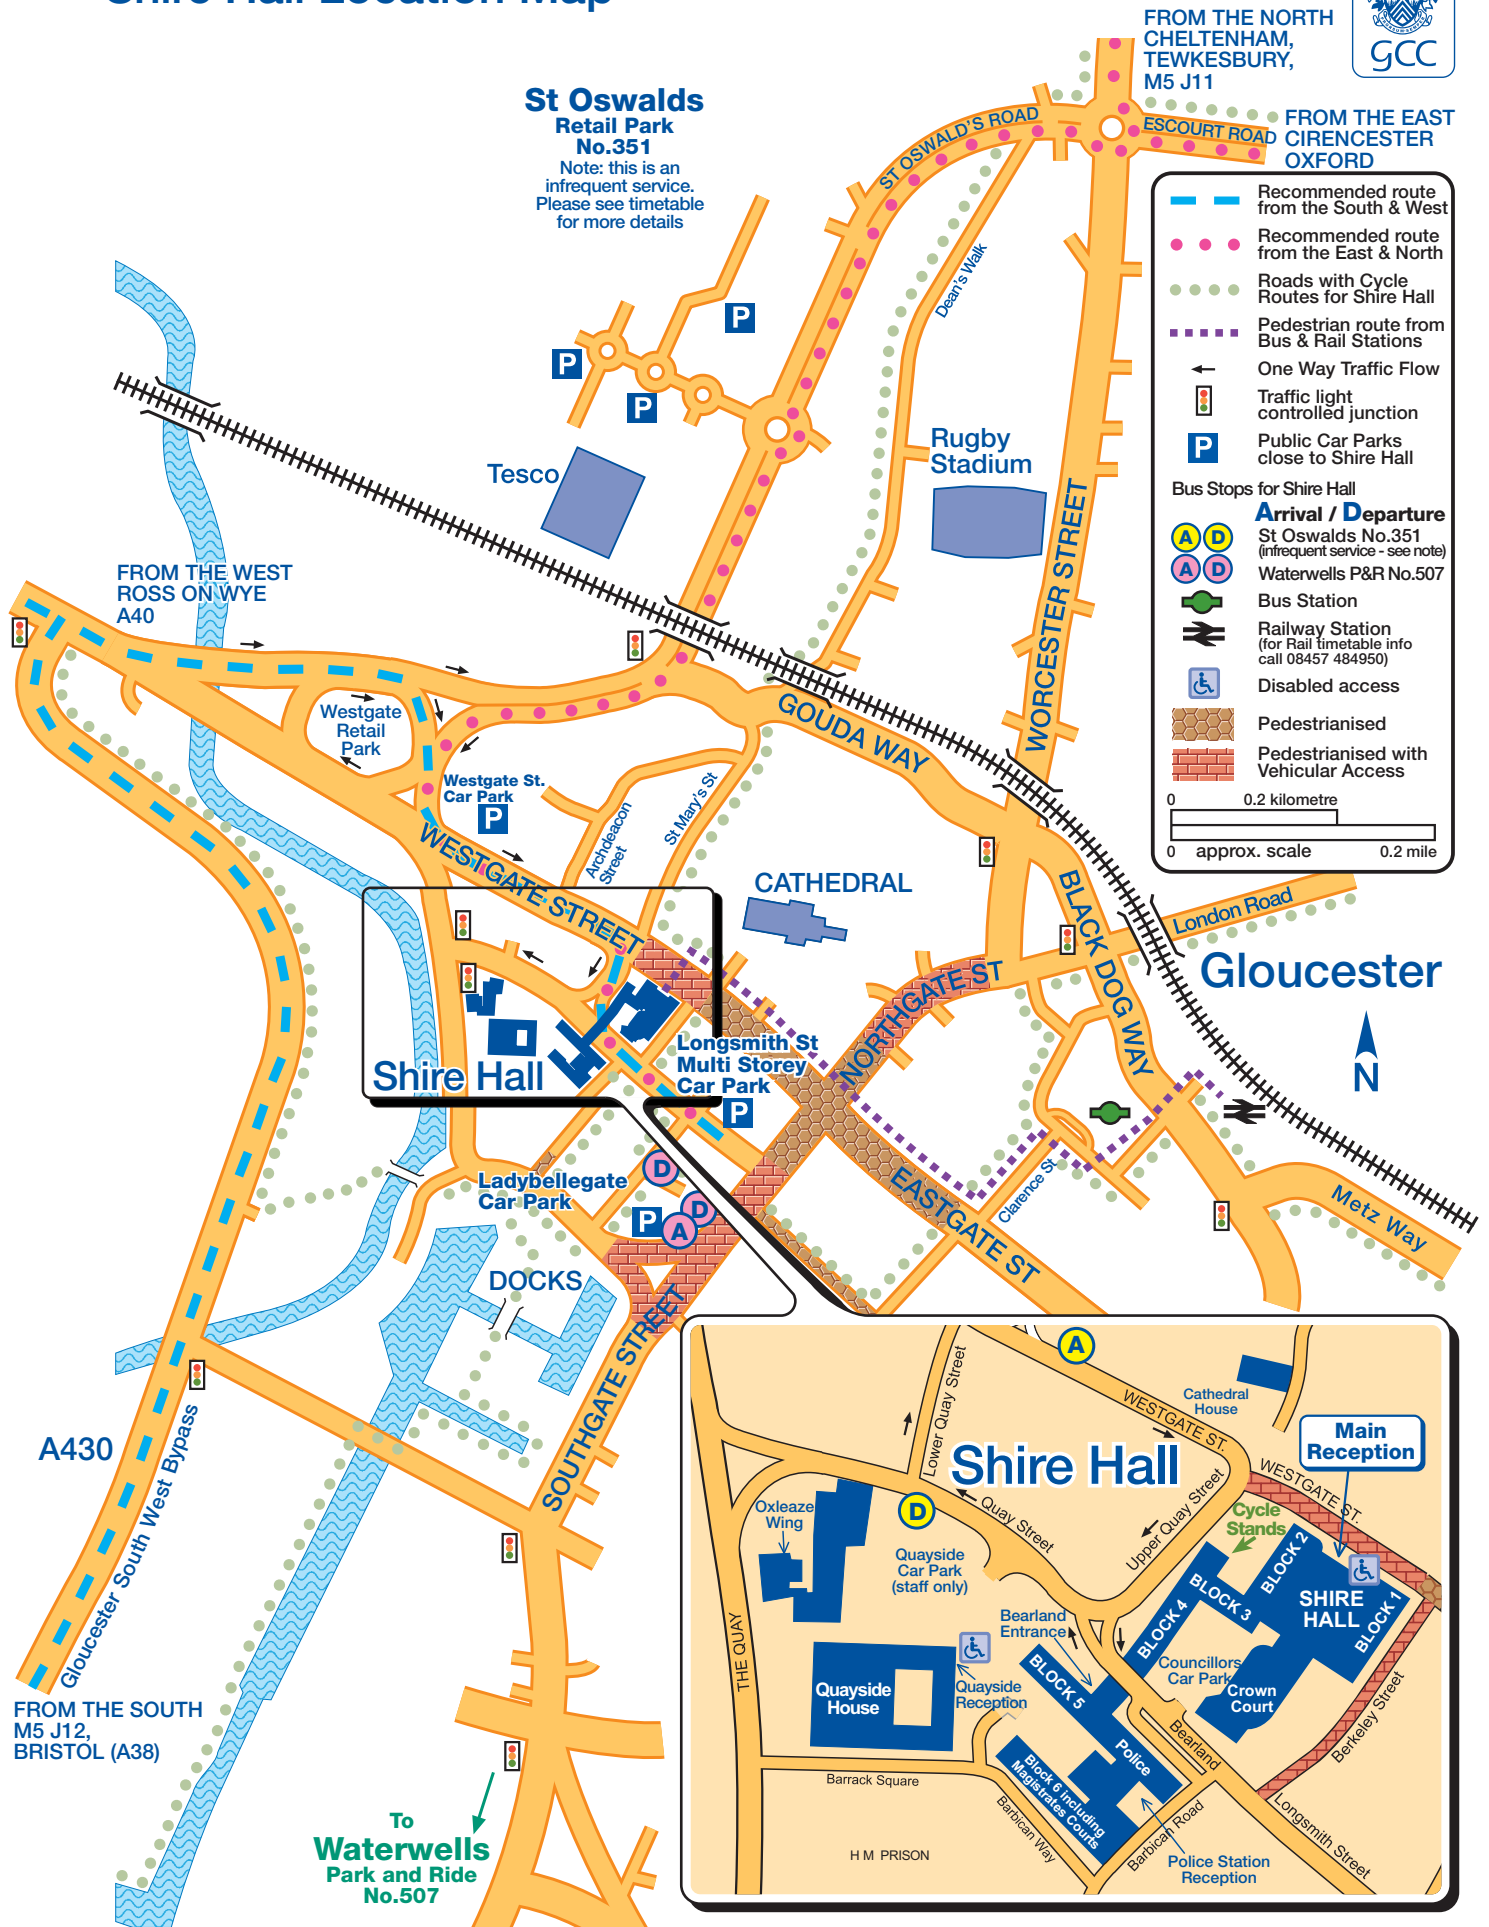 Shire Hall Location Map
FROM THE NORTH
CHELTENHAM,
TEWKESBURY,
M5 J11
gcc
St Oswalds
Retail Park
No.351
Note: this is an
infrequent service.
Please see timetable
for more details
ST OSWALD'S ROAD
ESCOURT ROAD
FROM THE EAST
CIRENCESTER
OXFORD
Recommended route
from the South & West
Recommended route
from the East & North
Roads with Cycle
Routes for Shire Hall
Pedestrian route from
Bus & Rail Stations
One Way Traffic Flow
Traffic light
controlled junction
P
Public Car Parks
close to Shire Hall
Bus Stops for Shire Hall
Arrival / Departure
A D
St Oswalds No.351
(infrequent service - see note)
A D
Waterwells P&R No.507
Bus Station
Railway Station
(for Rail timetable info
call 08457 484950)
Disabled access
Pedestrianised
Pedestrianised with
Vehicular Access
0 0.2 kilometre
0 approx. scale 0.2 mile
Dean's Walk
P
P
P
Tesco
Rugby
Stadium
WORCESTER STREET
FROM THE WEST
ROSS ON WYE
A40
Westgate
Retail
Park
GOUDA WAY
Westgate St.
Car Park
P
Archdeacon
Street
St Mary's St
WESTGATE STREET
CATHEDRAL
BLACK DOG WAY
London Road
Gloucester
N
NORTHGATE ST
Longsmith St
Multi Storey
Car Park
P
Shire Hall
Ladybellegate
Car Park
D
D
P
A
EASTGATE ST
Clarence St
Metz Way
DOCKS
SOUTHGATE STREET
A430
Gloucester South West Bypass
FROM THE SOUTH
M5 J12,
BRISTOL (A38)
To
Waterwells
Park and Ride
No.507
A
Lower Quay Street
WESTGATE ST.
Cathedral
House
Main
Reception
Shire Hall
WESTGATE ST.
Oxleaze
Wing
D
Quay Street
Upper Quay Street
Cycle
Stands
Quayside
Car Park
(staff only)
BLOCK 2
BLOCK 3
SHIRE
HALL
BLOCK 1
BLOCK 4
Bearland
Entrance
THE QUAY
Councillors
Car Park
Crown
Court
BLOCK 5
Quayside
House
Quayside
Reception
Berkeley Street
Bearland
Police
Block 6 including
Magistrates Courts
Barrack Square
Barbican Way
Barbican Road
Longsmith Street
H M PRISON
Police Station
Reception